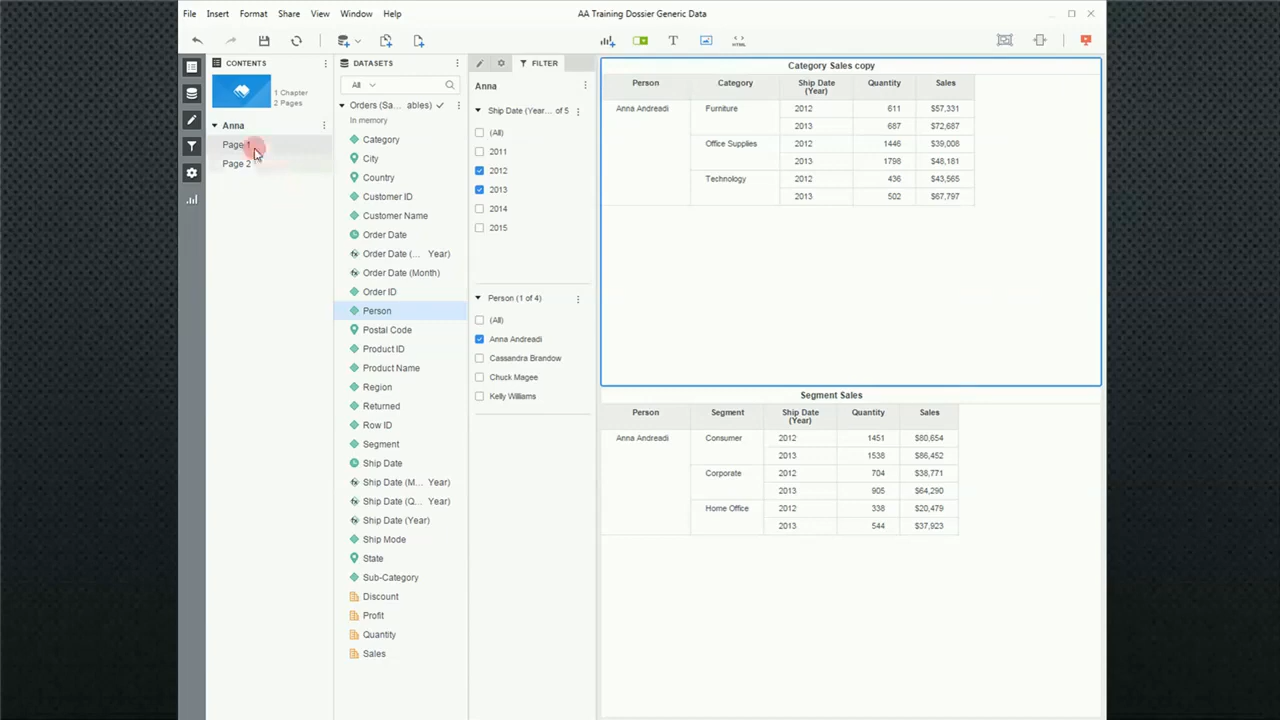 File Insert Format Share View Window Help
AA Training Dossier Generic Data
T
HTML
CONTENTS
1 Chapter
2 Pages
Anna
Page 1
Page 2
DATASETS
All
Orders (Sa... ables)
In memory
Category
City
Country
Customer ID
Customer Name
Order Date
Order Date (... Year)
Order Date (Month)
Order ID
Person
Postal Code
Product ID
Product Name
Region
Returned
Row ID
Segment
Ship Date
Ship Date (M... Year)
Ship Date (Q... Year)
Ship Date (Year)
Ship Mode
State
Sub-Category
Discount
Profit
Quantity
Sales
FILTER
Anna
Ship Date (Year... of 5
(All)
2011
2012
2013
2014
2015
Person (1 of 4)
(All)
Anna Andreadi
Cassandra Brandow
Chuck Magee
Kelly Williams
Category Sales copy
Person Category Ship Date (Year) Quantity Sales
Anna Andreadi Furniture 2012 611 $57,331
2013 687 $72,687
Office Supplies 2012 1446 $39,008
2013 1798 $48,181
Technology 2012 436 $43,565
2013 502 $67,797
Segment Sales
Person Segment Ship Date (Year) Quantity Sales
Anna Andreadi Consumer 2012 1451 $80,654
2013 1538 $86,452
Corporate 2012 704 $38,771
2013 905 $64,290
Home Office 2012 338 $20,479
2013 544 $37,923